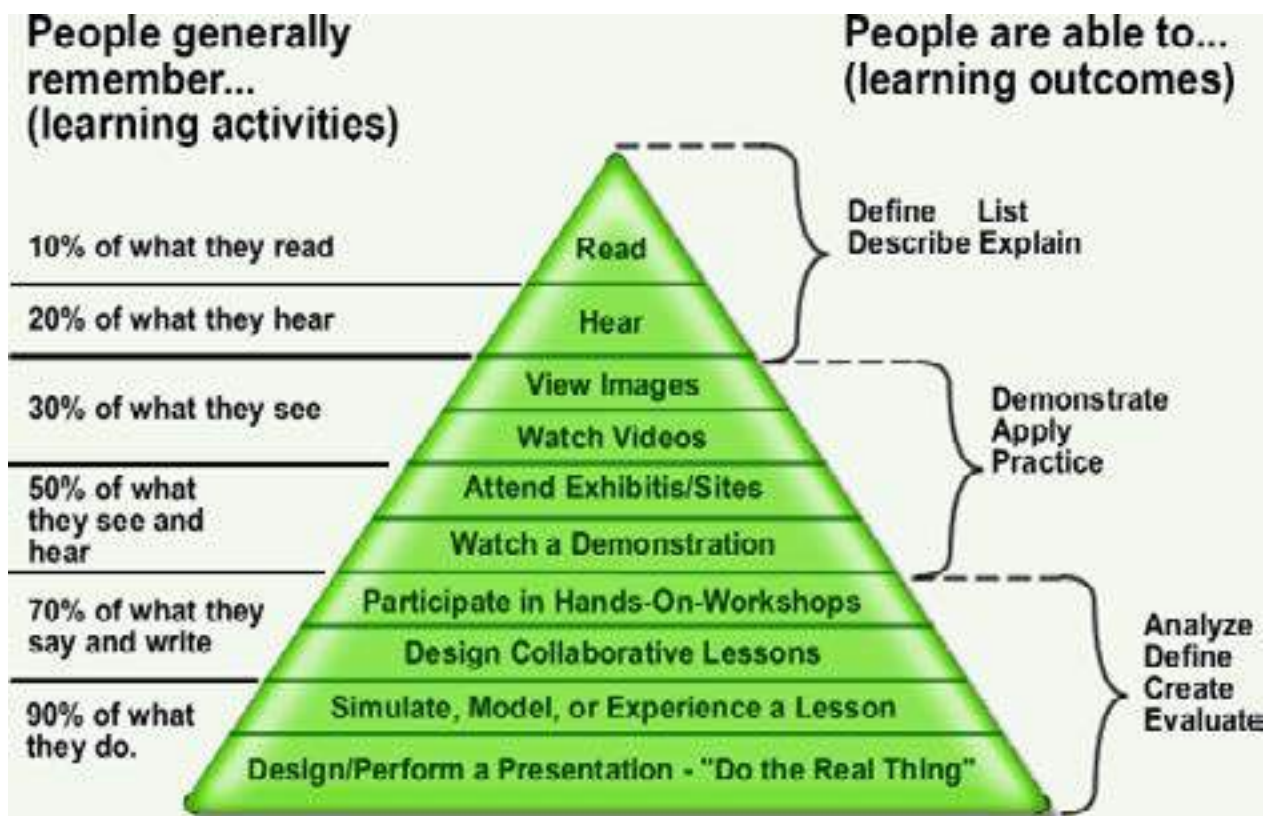 People generally
remember...
(learning activities)
People are able to...
(learning outcomes)
10% of what they read
Read
Define List
Describe Explain
20% of what they hear
Hear
30% of what they see
View Images
Watch Videos
Demonstrate
Apply
Practice
50% of what
they see and
hear
Attend Exhibitis/Sites
Watch a Demonstration
70% of what they
say and write
Participate in Hands-On-Workshops
Design Collaborative Lessons
Analyze
Define
Create
Evaluate
90% of what
they do.
Simulate, Model, or Experience a Lesson
Design/Perform a Presentation - "Do the Real Thing"